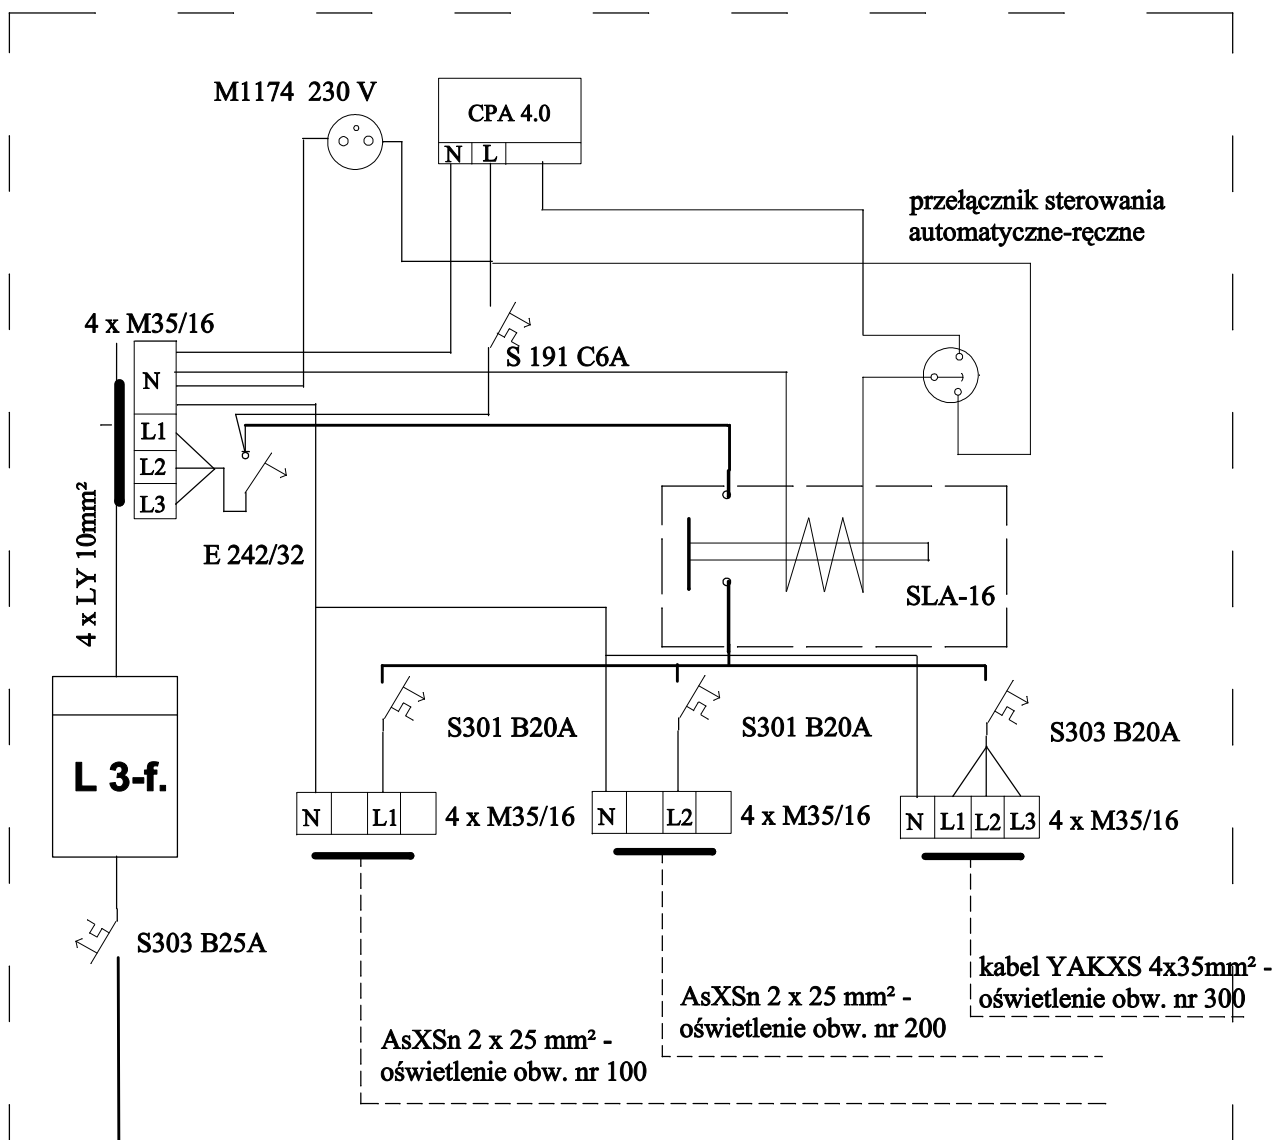 M1174 230 V
CPA 4.0
N L
przełącznik sterowania
automatyczne-ręczne
4 x M35/16
S 191 C6A
N
L1
L2
L3
4 x LY 10mm²
E 242/32
SLA-16
L 3-f.
S301 B20A
S301 B20A
S303 B20A
N L1
4 x M35/16
N L2
4 x M35/16
N L1 L2 L3
4 x M35/16
S303 B25A
kabel YAKXS 4x35mm² -
oświetlenie obw. nr 300
AsXSn 2 x 25 mm² -
oświetlenie obw. nr 200
AsXSn 2 x 25 mm² -
oświetlenie obw. nr 100